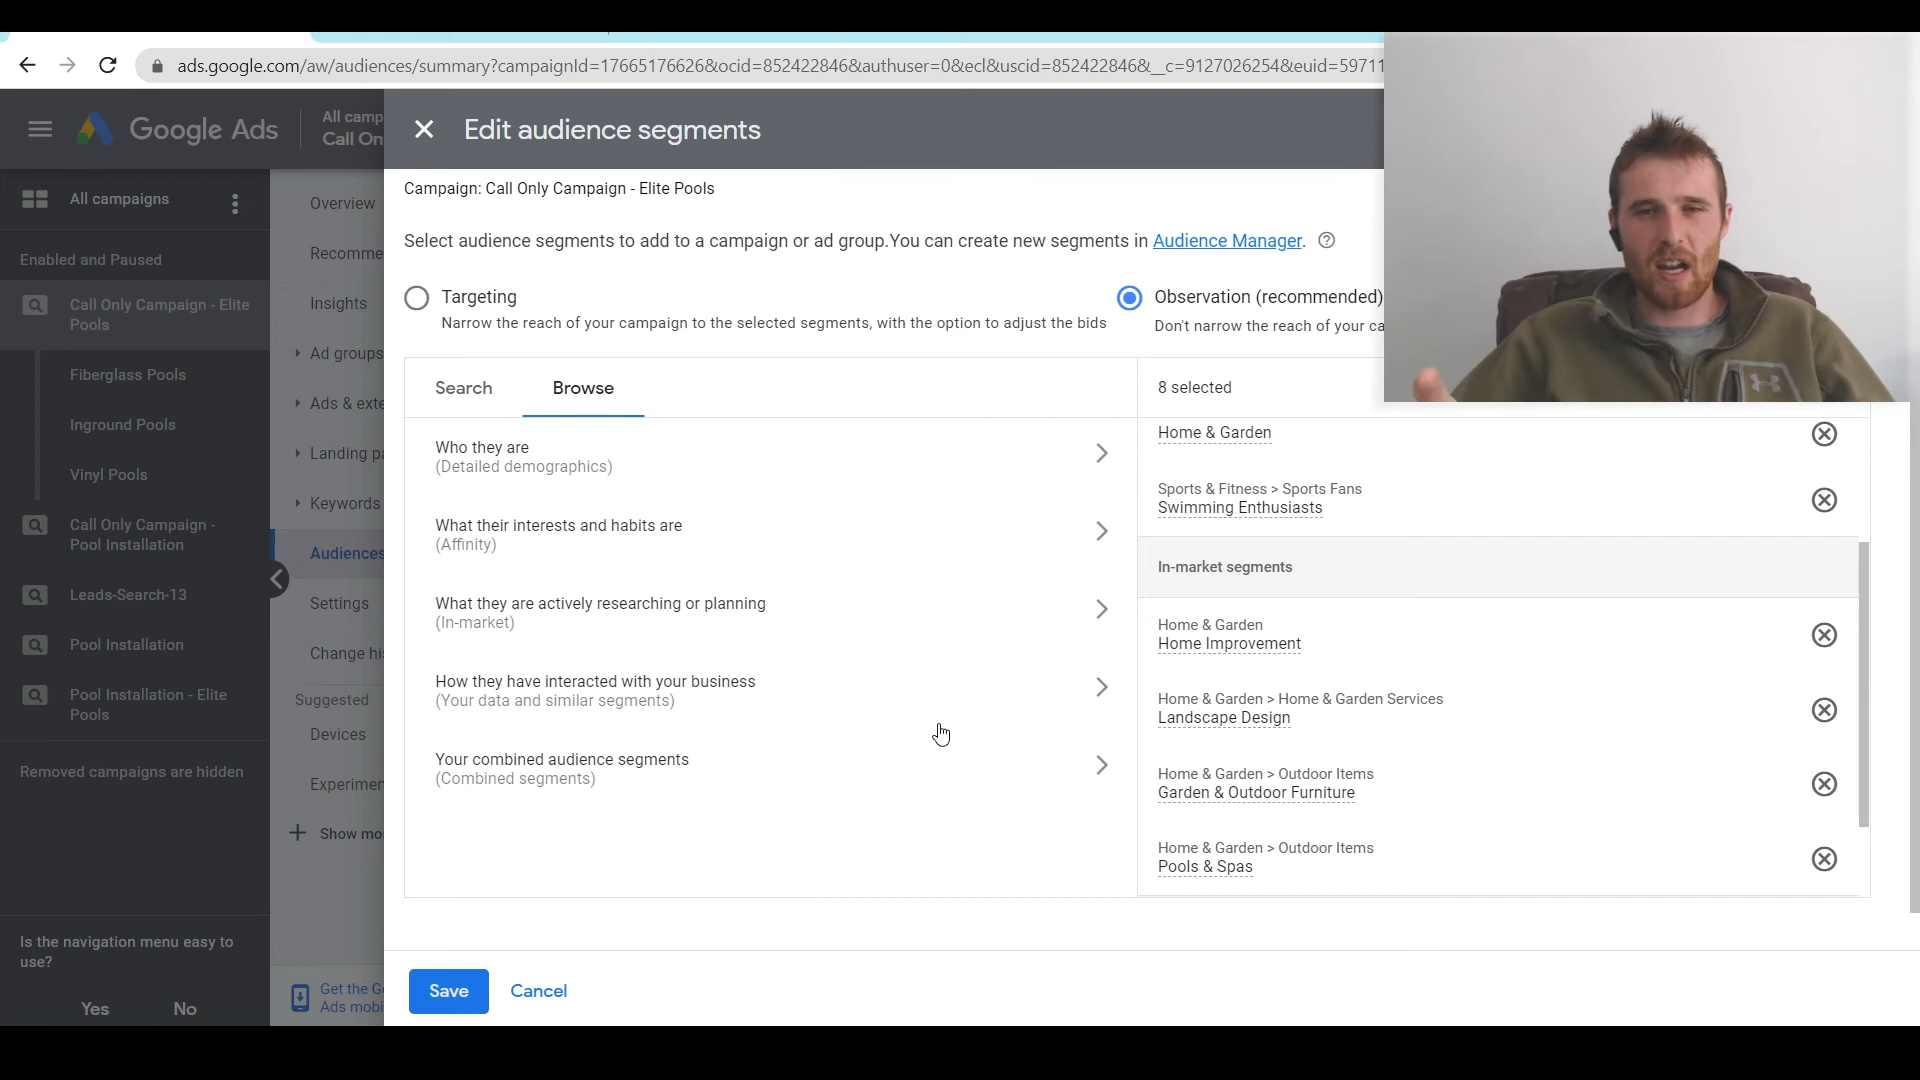 ads.google.com/aw/audiences/summary?campaignId=17665176626&ocid=852422846&authuser=0&ecl&uscid=852422846&__c=9127026254&euid=59711
Google Ads
All camp
Call On
Edit audience segments
All campaigns
Enabled and Paused
Call Only Campaign - Elite
Pools
Fiberglass Pools
Inground Pools
Vinyl Pools
Call Only Campaign -
Pool Installation
Leads-Search-13
Pool Installation
Pool Installation - Elite
Pools
Removed campaigns are hidden
Is the navigation menu easy to
use?
Yes
No
Overview
Recomme
Insights
Ad groups
Ads & exte
Landing pa
Keywords
Audiences
Settings
Change his
Suggested
Devices
Experimen
Show mo
Get the Go
Ads mobi
Campaign: Call Only Campaign - Elite Pools
Select audience segments to add to a campaign or ad group.You can create new segments in Audience Manager.
Targeting
Narrow the reach of your campaign to the selected segments, with the option to adjust the bids
Observation (recommended)
Don't narrow the reach of your ca
Search
Browse
Who they are
(Detailed demographics)
What their interests and habits are
(Affinity)
What they are actively researching or planning
(In-market)
How they have interacted with your business
(Your data and similar segments)
Your combined audience segments
(Combined segments)
8 selected
Home & Garden
Sports & Fitness > Sports Fans
Swimming Enthusiasts
In-market segments
Home & Garden
Home Improvement
Home & Garden > Home & Garden Services
Landscape Design
Home & Garden > Outdoor Items
Garden & Outdoor Furniture
Home & Garden > Outdoor Items
Pools & Spas
Save
Cancel